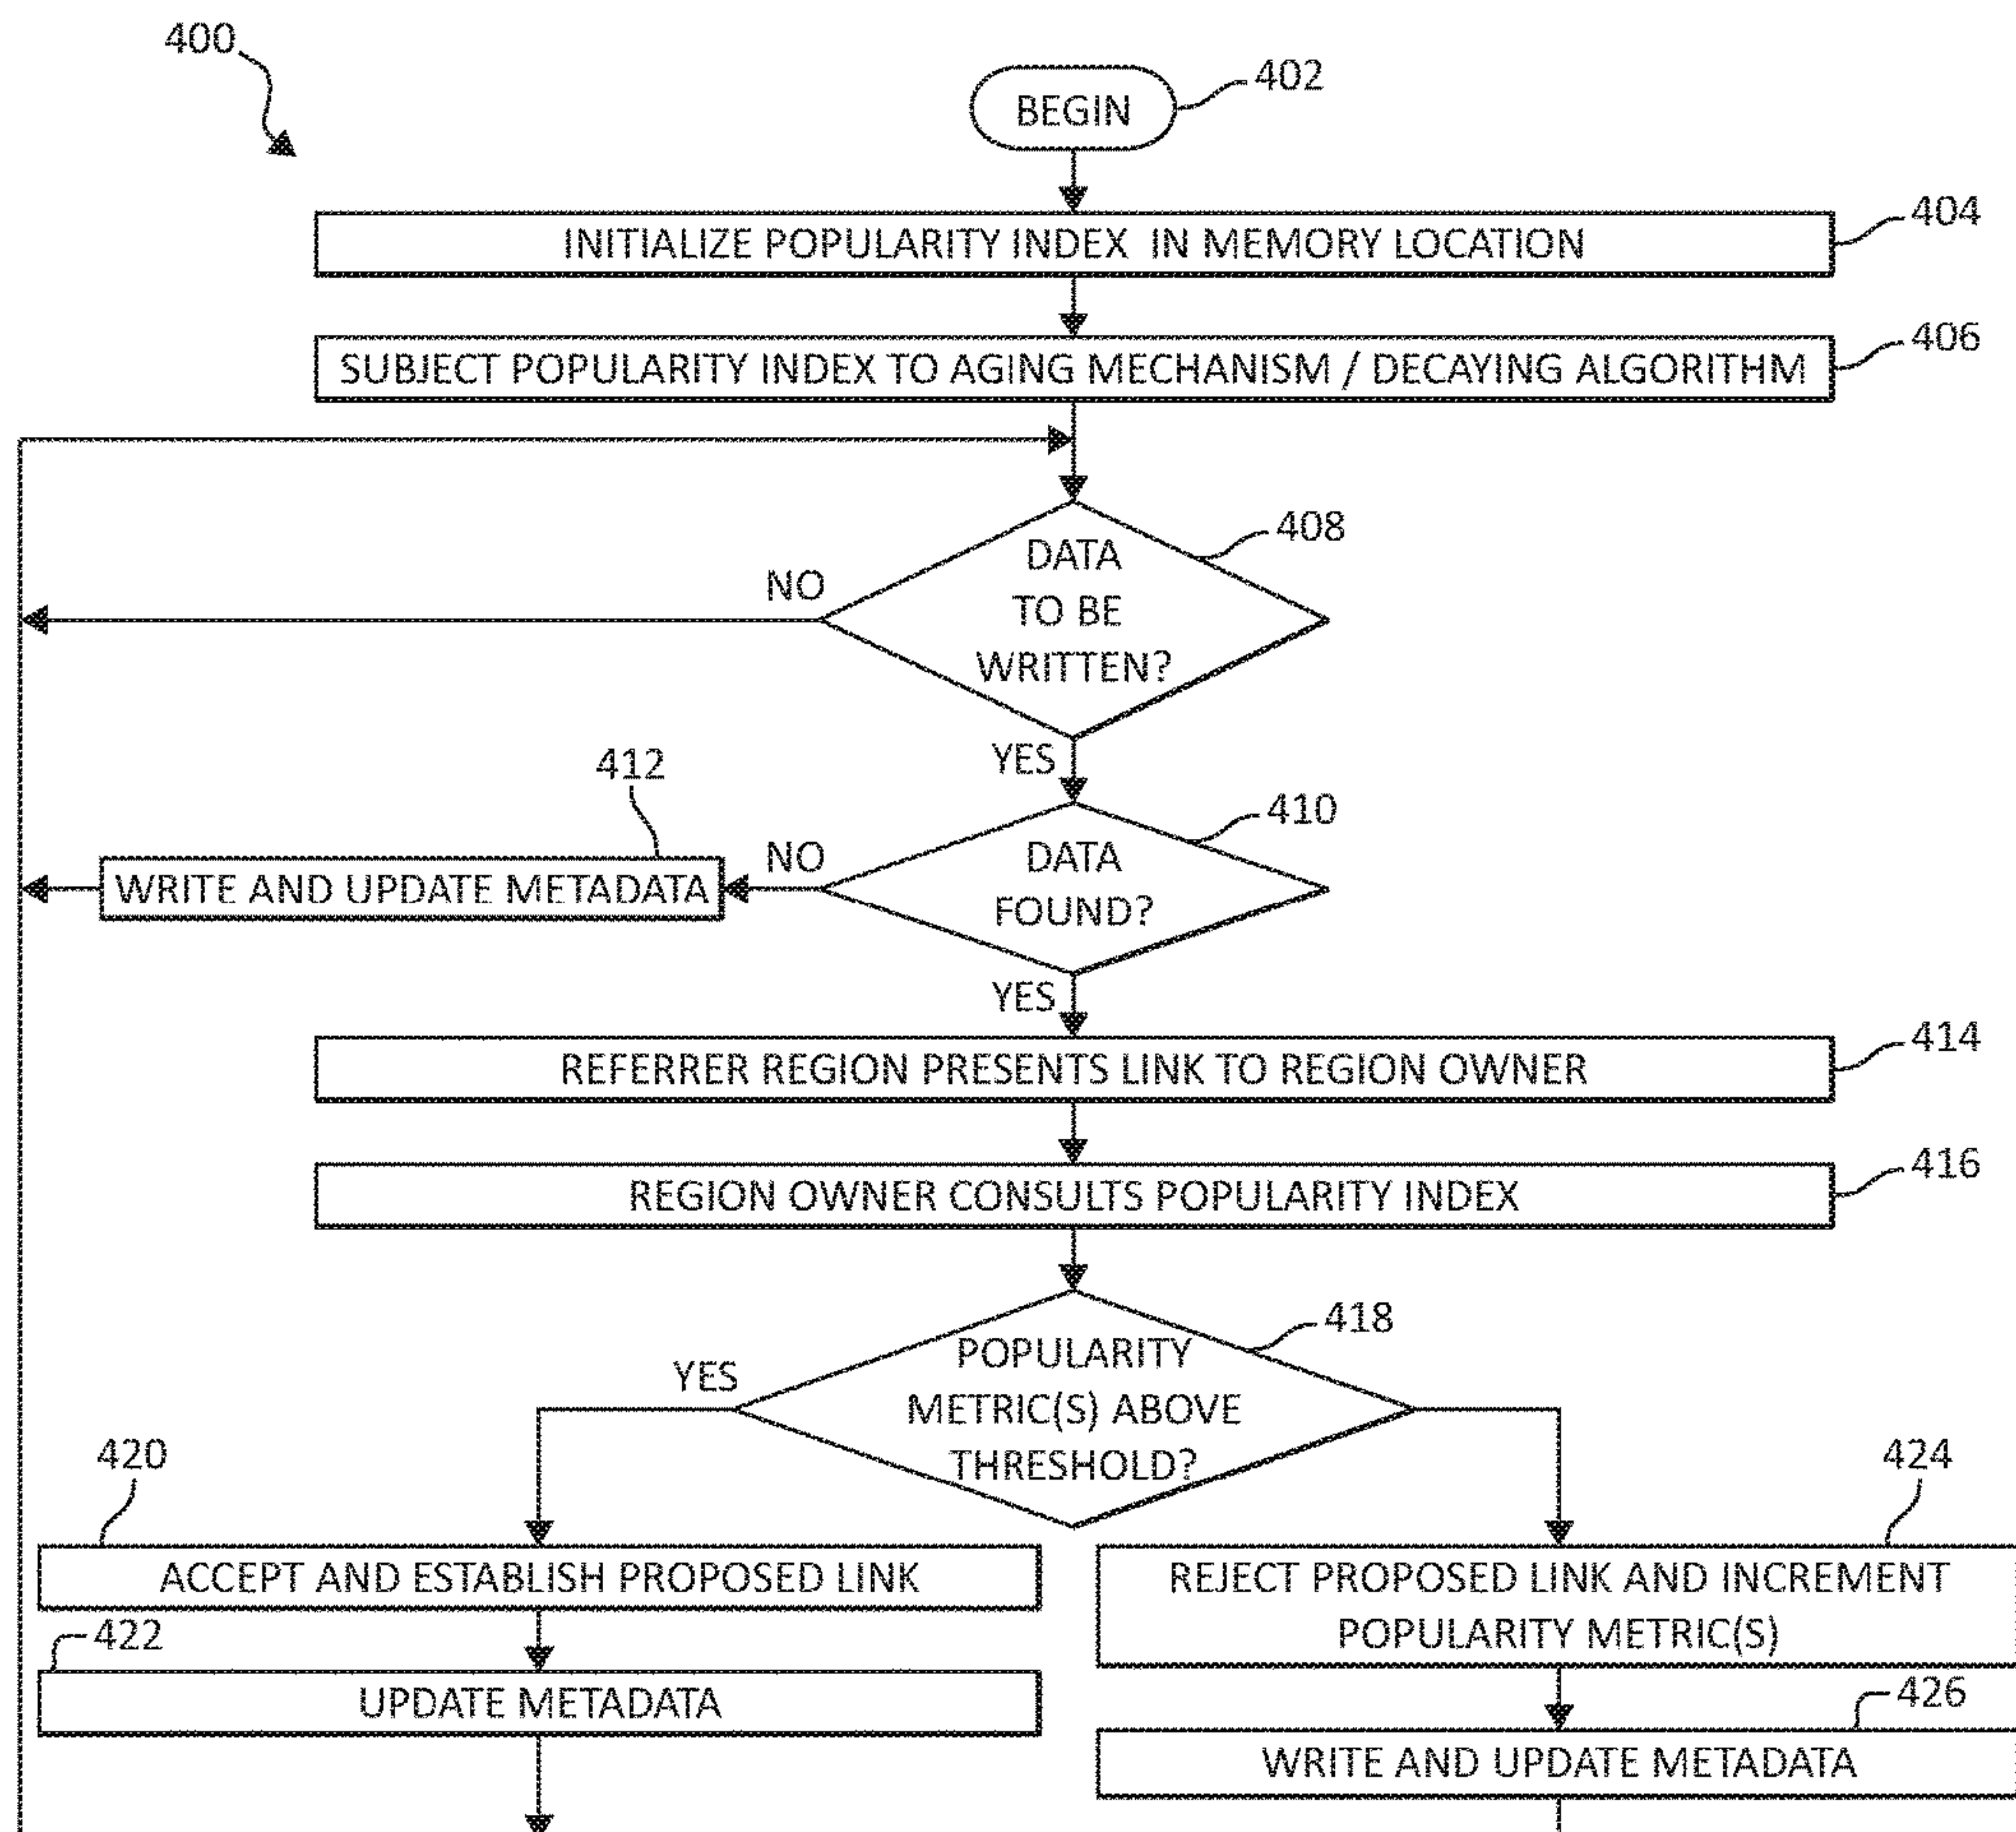 400
BEGIN
402
INITIALIZE POPULARITY INDEX IN MEMORY LOCATION
404
SUBJECT POPULARITY INDEX TO AGING MECHANISM / DECAYING ALGORITHM
406
DATA
TO BE
WRITTEN?
408
NO
YES
412
WRITE AND UPDATE METADATA
NO
DATA
FOUND?
410
YES
REFERRER REGION PRESENTS LINK TO REGION OWNER
414
REGION OWNER CONSULTS POPULARITY INDEX
416
POPULARITY
METRIC(S) ABOVE
THRESHOLD?
418
YES
420
ACCEPT AND ESTABLISH PROPOSED LINK
422
UPDATE METADATA
424
REJECT PROPOSED LINK AND INCREMENT
POPULARITY METRIC(S)
426
WRITE AND UPDATE METADATA